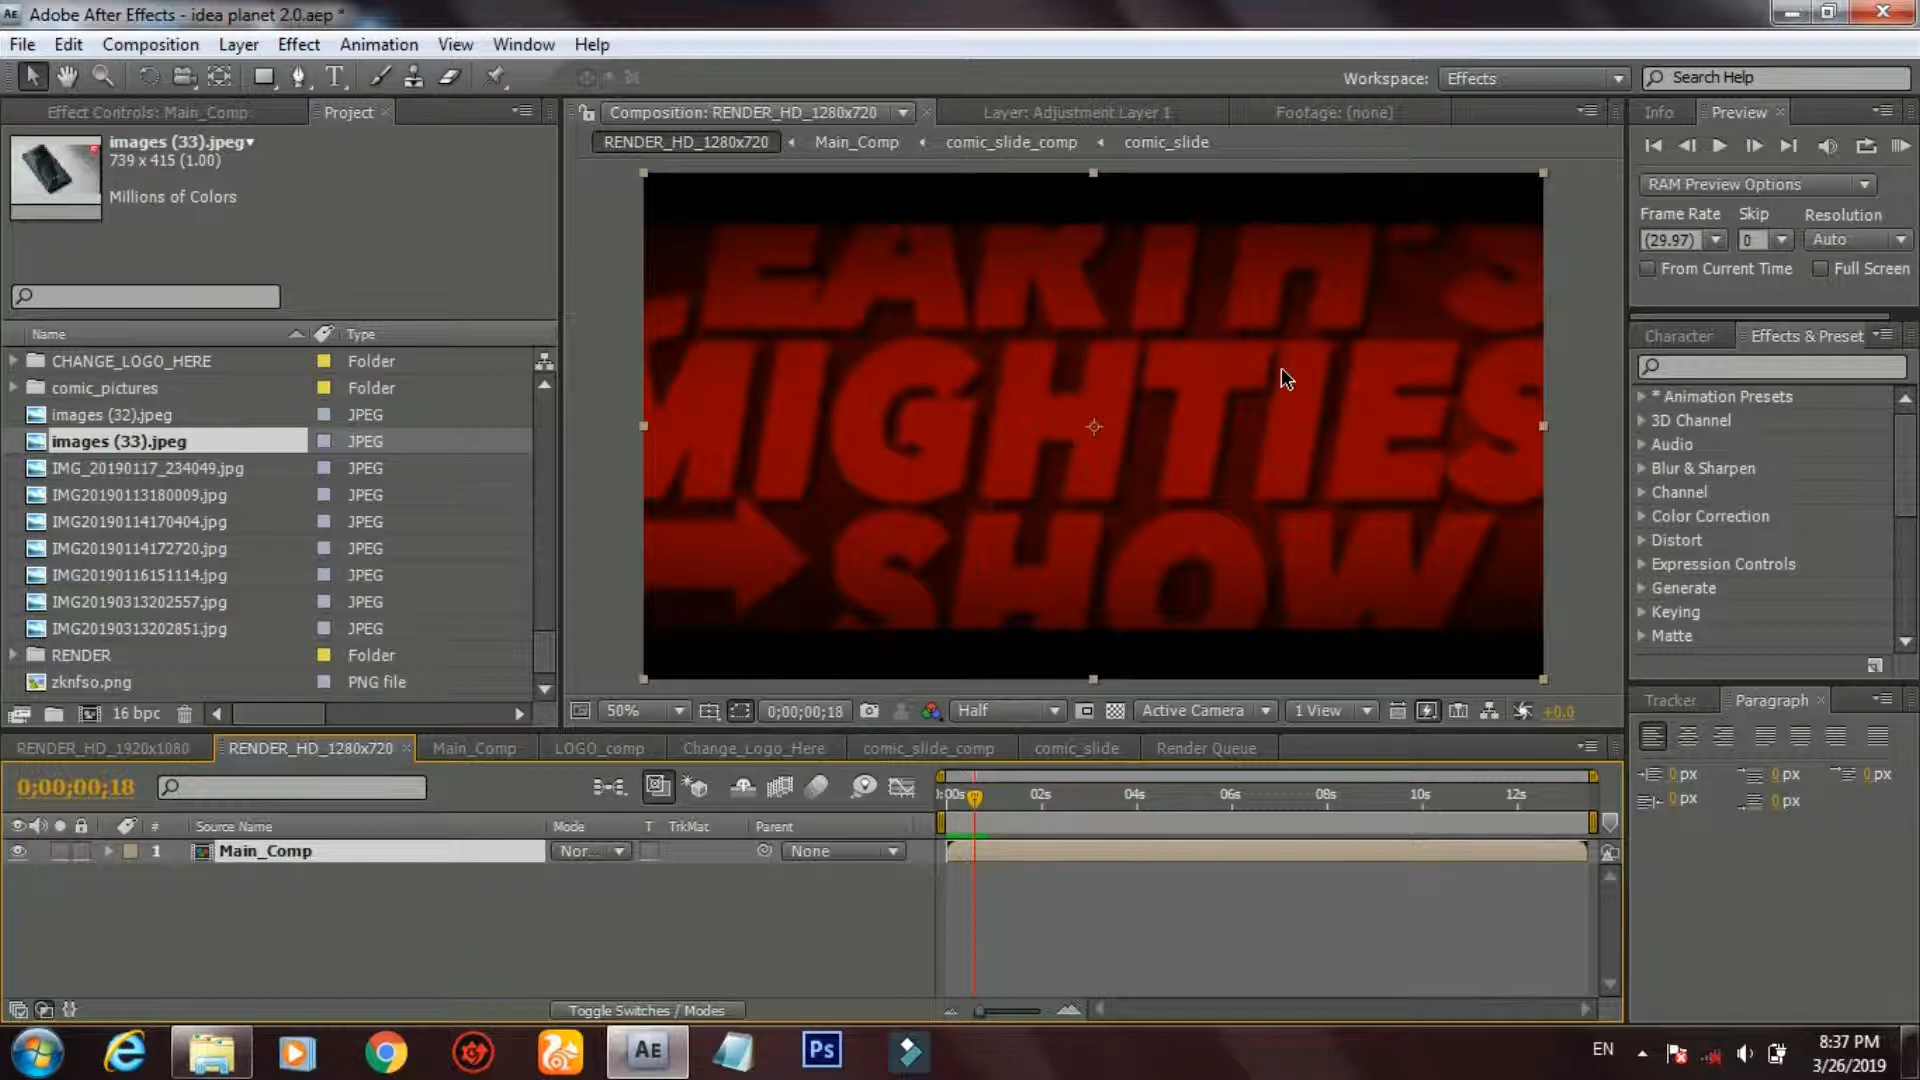 Adobe After Effects - idea planet 2.0.aep *
File Edit Composition Layer Effect Animation View Window Help
Workspace: Effects Search Help
Effect Controls: Main_Comp Project
Composition: RENDER_HD_1280x720 Layer: Adjustment Layer 1 Footage: (none)
Info Preview
images (33).jpeg
739 x 415 (1.00)
Millions of Colors
RENDER_HD_1280x720 Main_Comp comic_slide_comp comic_slide
RAM Preview Options
Frame Rate Skip Resolution
(29.97) 0 Auto
From Current Time Full Screen
Name Type
CHANGE_LOGO_HERE Folder
comic_pictures Folder
images (32).jpeg JPEG
images (33).jpeg JPEG
IMG_20190117_234049.jpg JPEG
IMG20190113180009.jpg JPEG
IMG20190114170404.jpg JPEG
IMG20190114172720.jpg JPEG
IMG20190116151114.jpg JPEG
IMG20190313202557.jpg JPEG
IMG20190313202851.jpg JPEG
RENDER Folder
zknfso.png PNG file
16 bpc
MIGHTIES
SHOW
50% 0;00;00;18 Half Active Camera 1 View +0.0
Character Effects & Preset
* Animation Presets
3D Channel
Audio
Blur & Sharpen
Channel
Color Correction
Distort
Expression Controls
Generate
Keying
Matte
Tracker Paragraph
0 px 0 px 0 px
0 px 0 px
RENDER_HD_1920x1080 RENDER_HD_1280x720 Main_Comp LOGO_comp Change_Logo_Here comic_slide_comp comic_slide Render Queue
0;00;00;18
):00s 02s 04s 06s 08s 10s 12s
# Source Name Mode T TrkMat Parent
1 Main_Comp Nor... None
Toggle Switches / Modes
AE Ps
EN
8:37 PM
3/26/2019